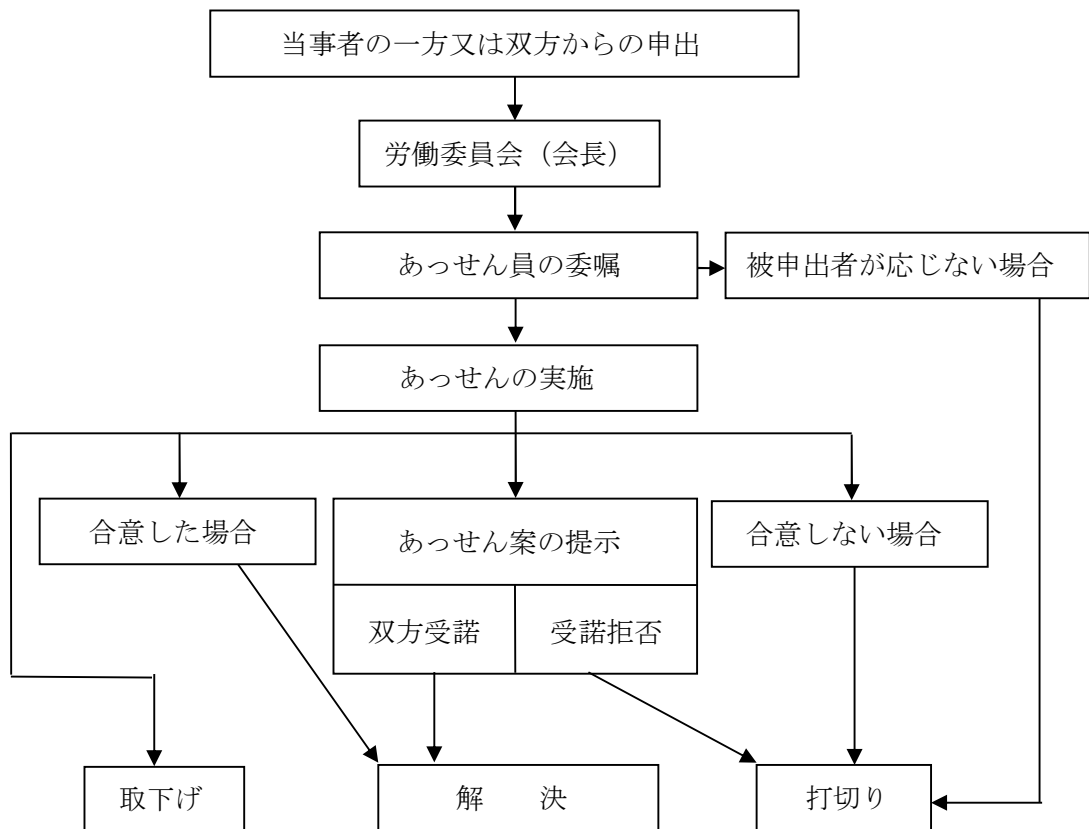 当事者の一方又は双方からの申出
労働委員会（会長）
あっせん員の委嘱
被申出者が応じない場合
あっせんの実施
合意した場合
あっせん案の提示
合意しない場合
双方受諾
受諾拒否
取下げ
解　　決
打切り